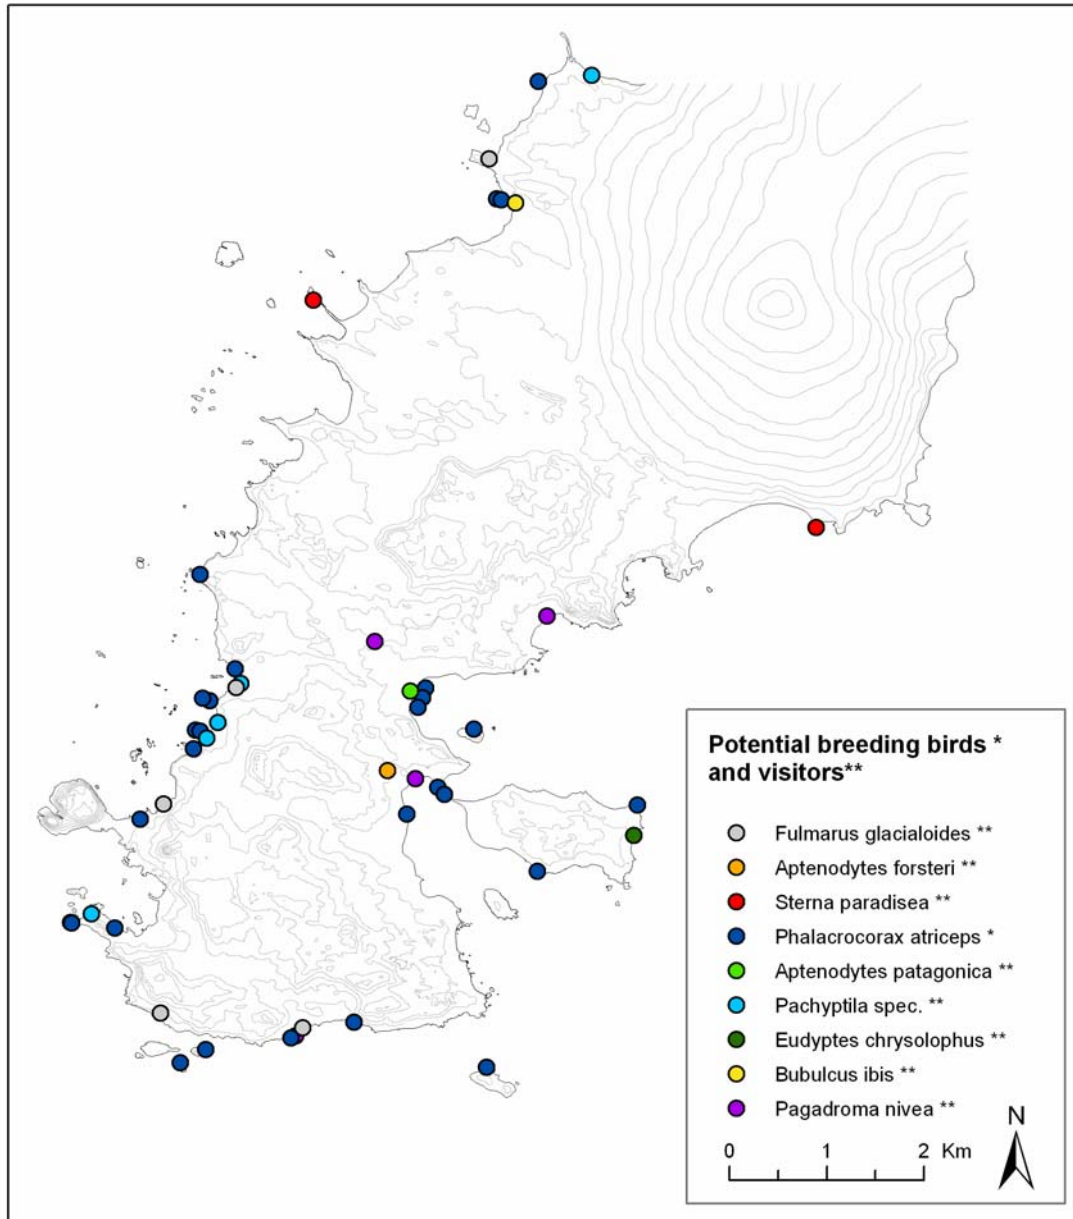 Potential breeding birds *
and visitors**
Fulmarus glacialoides **
Aptenodytes forsteri **
Sterna paradisea **
Phalacrocorax atriceps *
Aptenodytes patagonica **
Pachyptila spec. **
Eudyptes chrysolophus **
Bubulcus ibis **
Pagadroma nivea **
N
0 1 2 Km